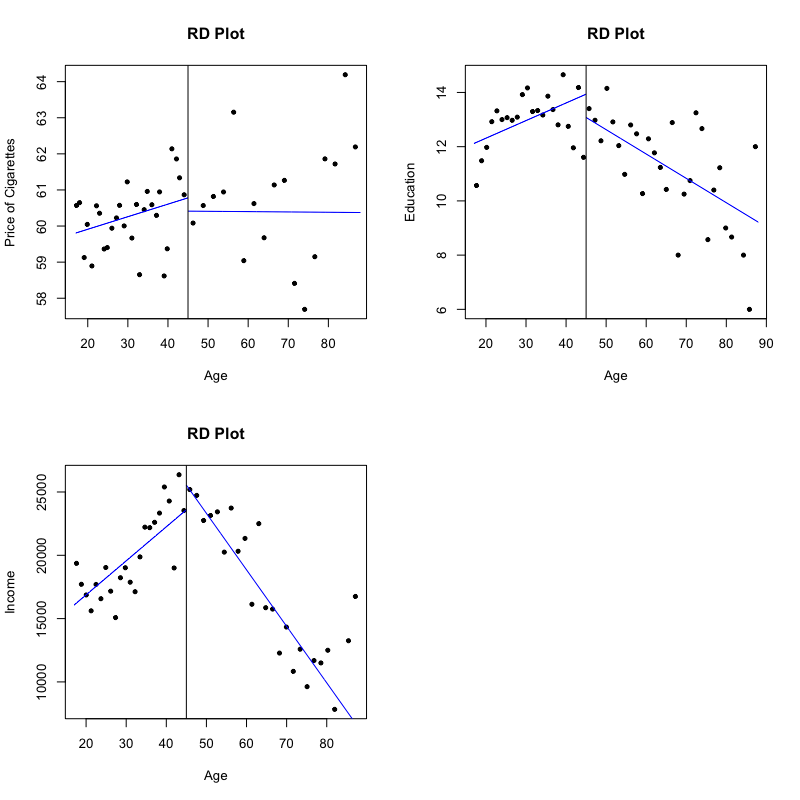 RD Plot
Price of Cigarettes
64
63
62
61
60
59
58
20 30 40 50 60 70 80
Age
RD Plot
Education
14
12
10
8
6
20 30 40 50 60 70 80 90
Age
RD Plot
Income
25000
20000
15000
10000
20 30 40 50 60 70 80
Age